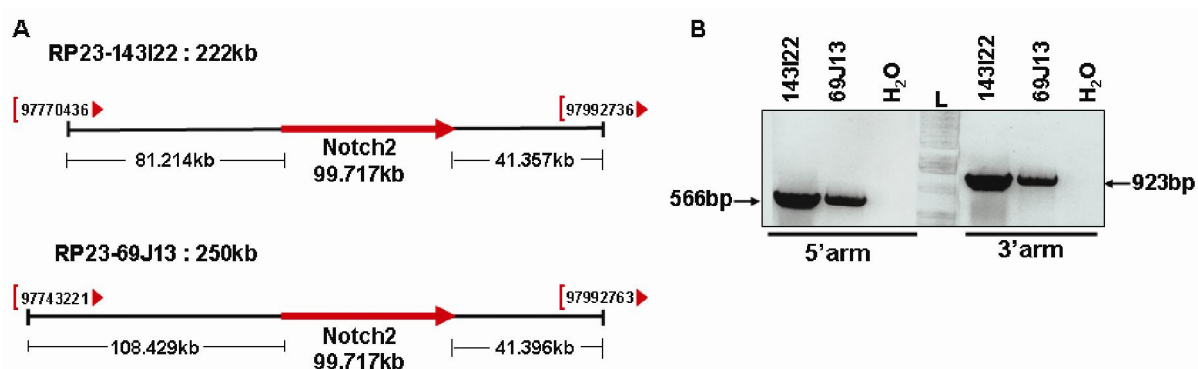 A
RP23-143I22 : 222kb
[97770436
97992736
81.214kb
Notch2
99.717kb
41.357kb
RP23-69J13 : 250kb
[97743221
97992763
108.429kb
Notch2
99.717kb
41.396kb
B
143I22
69J13
H₂O
L
143I22
69J13
H₂O
566bp
923bp
5'arm
3'arm